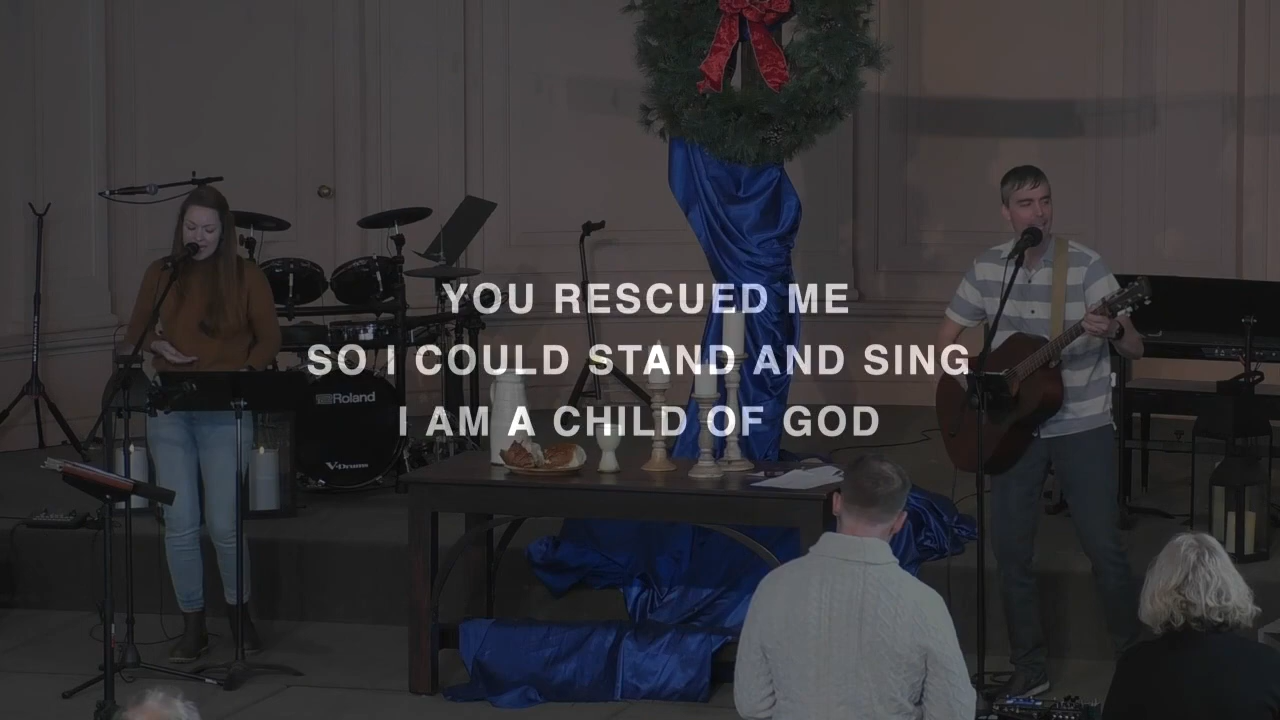 YOU RESCUED ME
SO I COULD STAND AND SING
I AM A CHILD OF GOD
Roland
V-Drums